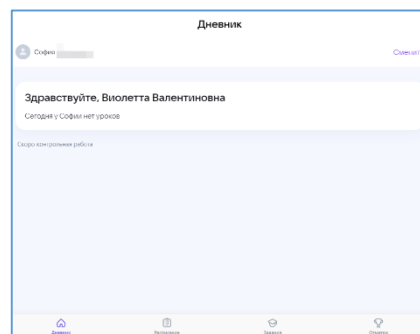 Дневник
София
Сменить
Здравствуйте, Виолетта Валентиновна
Сегодня у Софии нет уроков
Скоро контрольная работа
Дневник
Расписание
Задания
Отметки